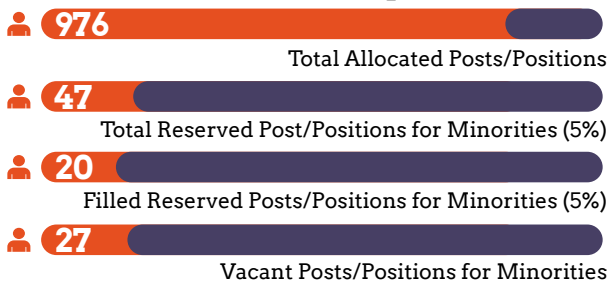 976
Total Allocated Posts/Positions
47
Total Reserved Post/Positions for Minorities (5%)
20
Filled Reserved Posts/Positions for Minorities (5%)
27
Vacant Posts/Positions for Minorities